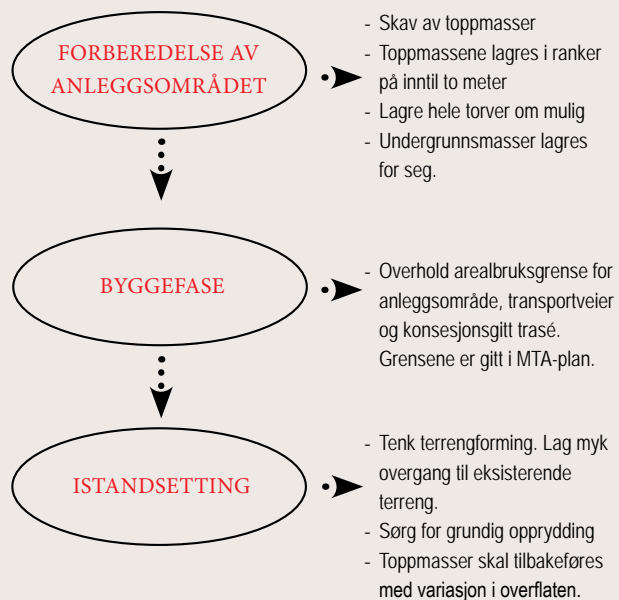 FORBEREDELSE AV
ANLEGGSOMRÅDET
- Skav av toppmasser
- Toppmassene lagres i ranker
på inntil to meter
- Lagre hele torver om mulig
- Undergrunnsmasser lagres
for seg.
BYGGEFASE
- Overhold arealbruksgrense for
anleggsområde, transportveier
og konsesjonsgitt trasé.
Grensene er gitt i MTA-plan.
ISTANDSETTING
- Tenk terrengforming. Lag myk
overgang til eksisterende
terreng.
- Sørg for grundig opprydding
- Toppmasser skal tilbakeføres
med variasjon i overflaten.